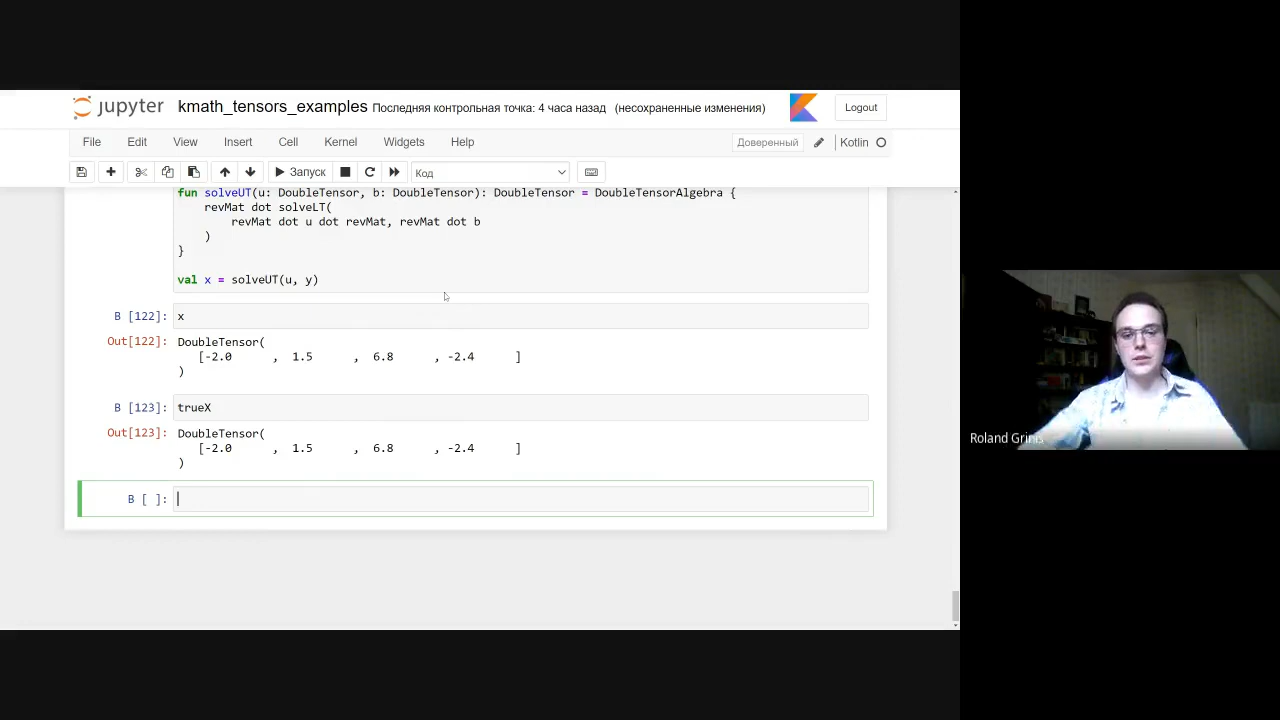 jupyter kmath_tensors_examples Последняя контрольная точка: 4 часа назад (несохраненные изменения) Logout
File Edit View Insert Cell Kernel Widgets Help Доверенный Kotlin
Запуск Код
fun solveUT(u: DoubleTensor, b: DoubleTensor): DoubleTensor = DoubleTensorAlgebra {
revMat dot solveLT(
revMat dot u dot revMat, revMat dot b
)
}
val x = solveUT(u, y)
В [122]: x
Out[122]: DoubleTensor(
[-2.0 , 1.5 , 6.8 , -2.4 ]
)
В [123]: trueX
Out[123]: DoubleTensor(
[-2.0 , 1.5 , 6.8 , -2.4 ]
)
В [ ]:
Roland Grinis